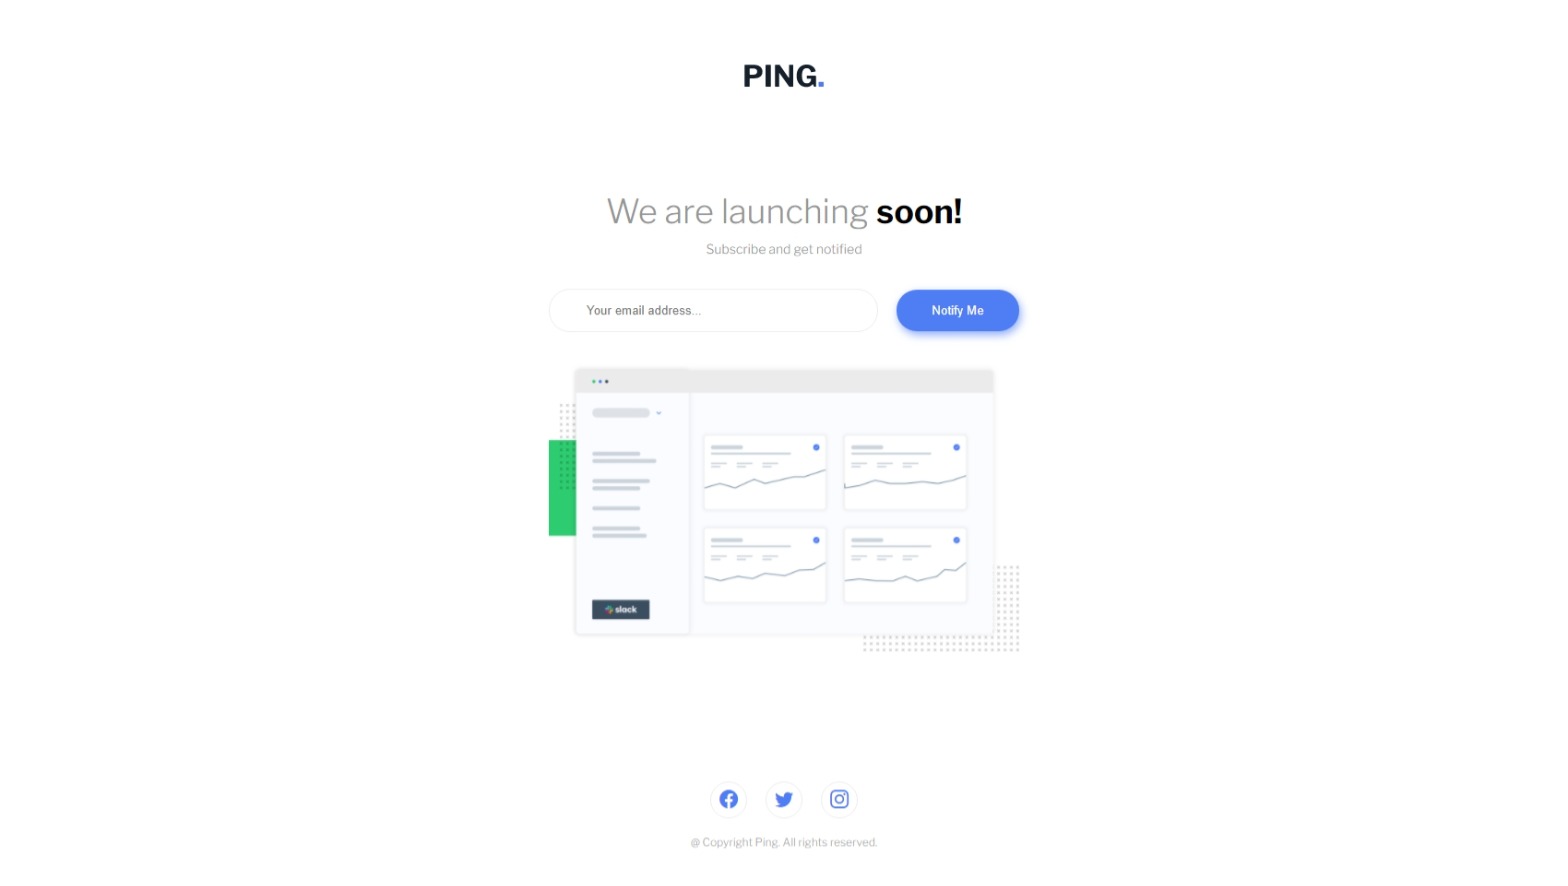 PING.
We are launching soon!
Subscribe and get notified
Your email address...
Notify Me
slack
@ Copyright Ping. All rights reserved.